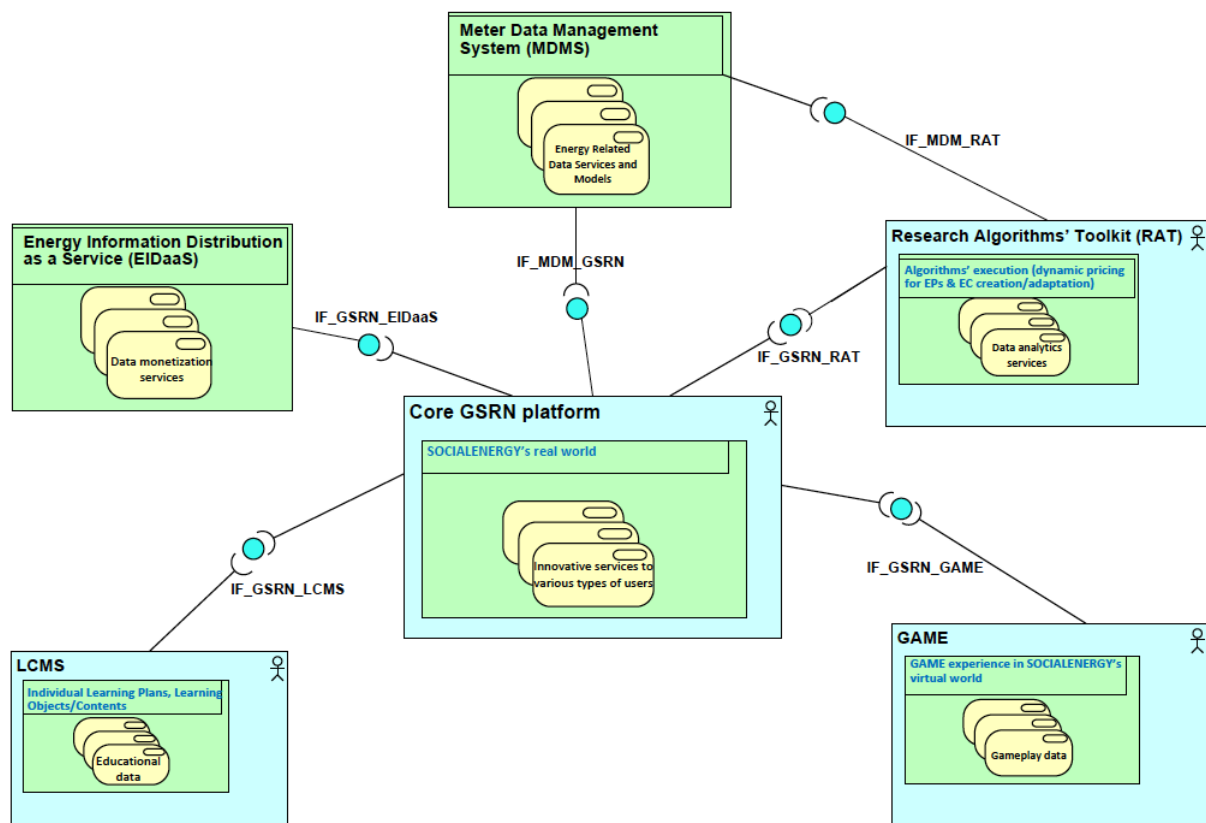 Meter Data Management
System (MDMS)
Energy Related
Data Services and
Models
IF_MDM_RAT
Energy Information Distribution
as a Service (EIDaaS)
Data monetization
services
IF_GSRN_EIDaaS
IF_MDM_GSRN
Research Algorithms' Toolkit (RAT)
Algorithms' execution (dynamic pricing
for EPs & EC creation/adaptation)
Data analytics
services
IF_GSRN_RAT
Core GSRN platform
SOCIALENERGY's real world
Innovative services to
various types of users
IF_GSRN_LCMS
IF_GSRN_GAME
LCMS
Individual Learning Plans, Learning
Objects/Contents
Educational
data
GAME
GAME experience in SOCIALENERGY's
virtual world
Gameplay data